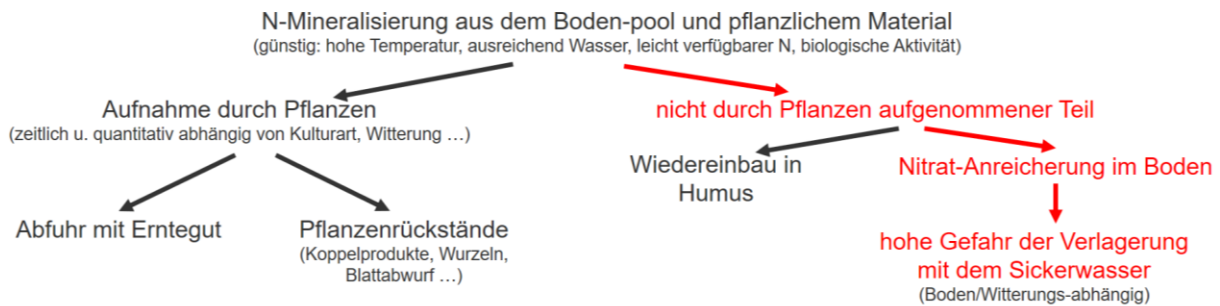 N-Mineralisierung aus dem Boden-pool und pflanzlichem Material
(günstig: hohe Temperatur, ausreichend Wasser, leicht verfügbarer N, biologische Aktivität)
Aufnahme durch Pflanzen
(zeitlich u. quantitativ abhängig von Kulturart, Witterung ...)
nicht durch Pflanzen aufgenommener Teil
Abfuhr mit Erntegut
Pflanzenrückstände
(Koppelprodukte, Wurzeln,
Blattabwurf ...)
Wiedereinbau in
Humus
Nitrat-Anreicherung im Boden
hohe Gefahr der Verlagerung
mit dem Sickerwasser
(Boden/Witterungs-abhängig)